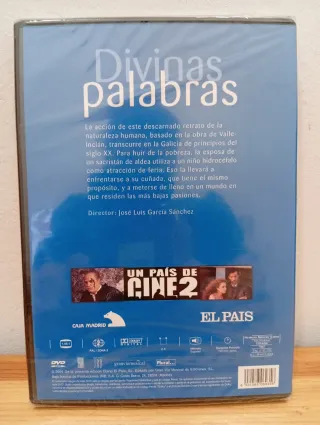 Divinas
palabras
La acción de este descarnado retrato de la
naturaleza humana, basado en la obra de Valle-
Inclán, transcurre en la Galicia de principios del
siglo XX. Para huir de la pobreza, la esposa de
un sacristán de aldea utiliza a un niño hidrocéfalo
como atracción de feria. Eso la llevará a
enfrentarse a su cuñado, que tiene el mismo
propósito, y a meterse de lleno en un mundo en
que residen las más bajas pasiones.
Director: José Luis García Sánchez
UN PAÍS DE
CINE 2
CAJA MADRID
EL PAIS
DVD